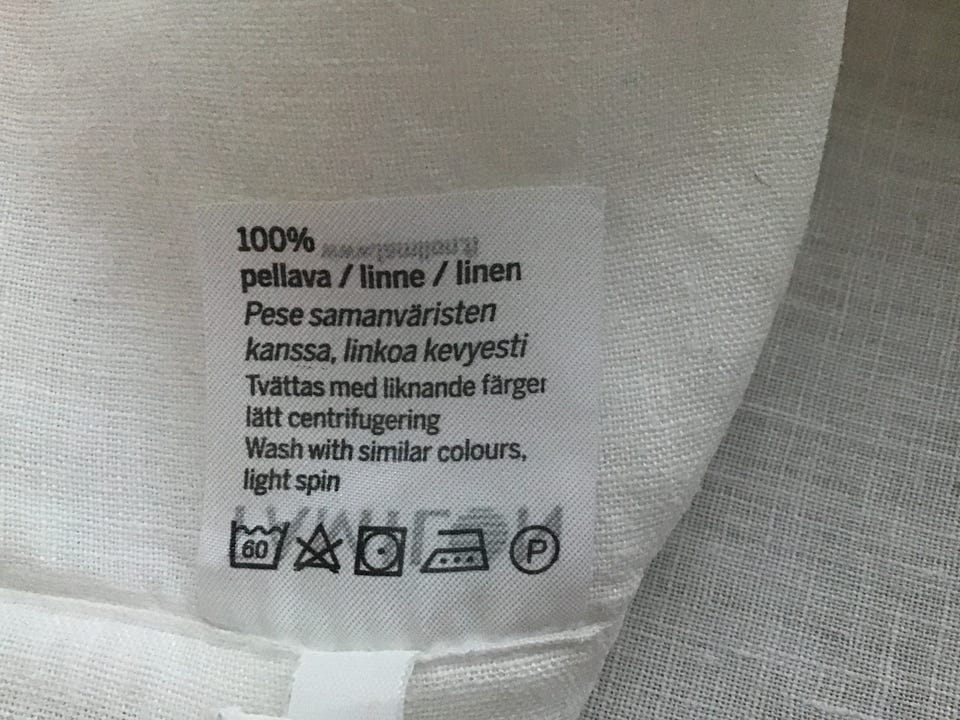 100%
pellava / linne / linen
Pese samanväristen
kanssa, linkoa kevyesti
Tvättas med liknande färger
lätt centrifugering
Wash with similar colours,
light spin
60
P